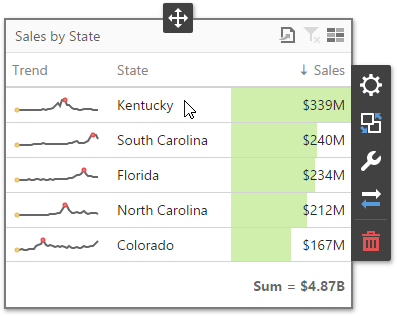 Sales by State
Trend State ↓ Sales
Kentucky $339M
South Carolina $240M
Florida $234M
North Carolina $212M
Colorado $167M
Sum = $4.87B